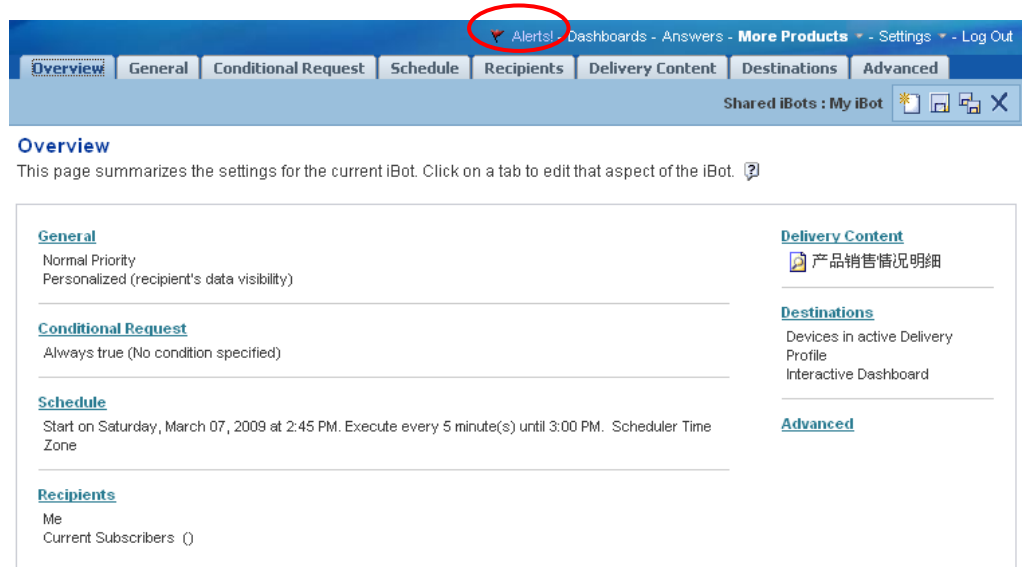 Alerts! - Dashboards - Answers - More Products - Settings - Log Out
Overview General Conditional Request Schedule Recipients Delivery Content Destinations Advanced
Shared iBots : My iBot
Overview
This page summarizes the settings for the current iBot. Click on a tab to edit that aspect of the iBot.
General
Normal Priority
Personalized (recipient's data visibility)
Conditional Request
Always true (No condition specified)
Schedule
Start on Saturday, March 07, 2009 at 2:45 PM. Execute every 5 minute(s) until 3:00 PM. Scheduler Time
Zone
Recipients
Me
Current Subscribers ()
Delivery Content
产品销售情况明细
Destinations
Devices in active Delivery
Profile
Interactive Dashboard
Advanced